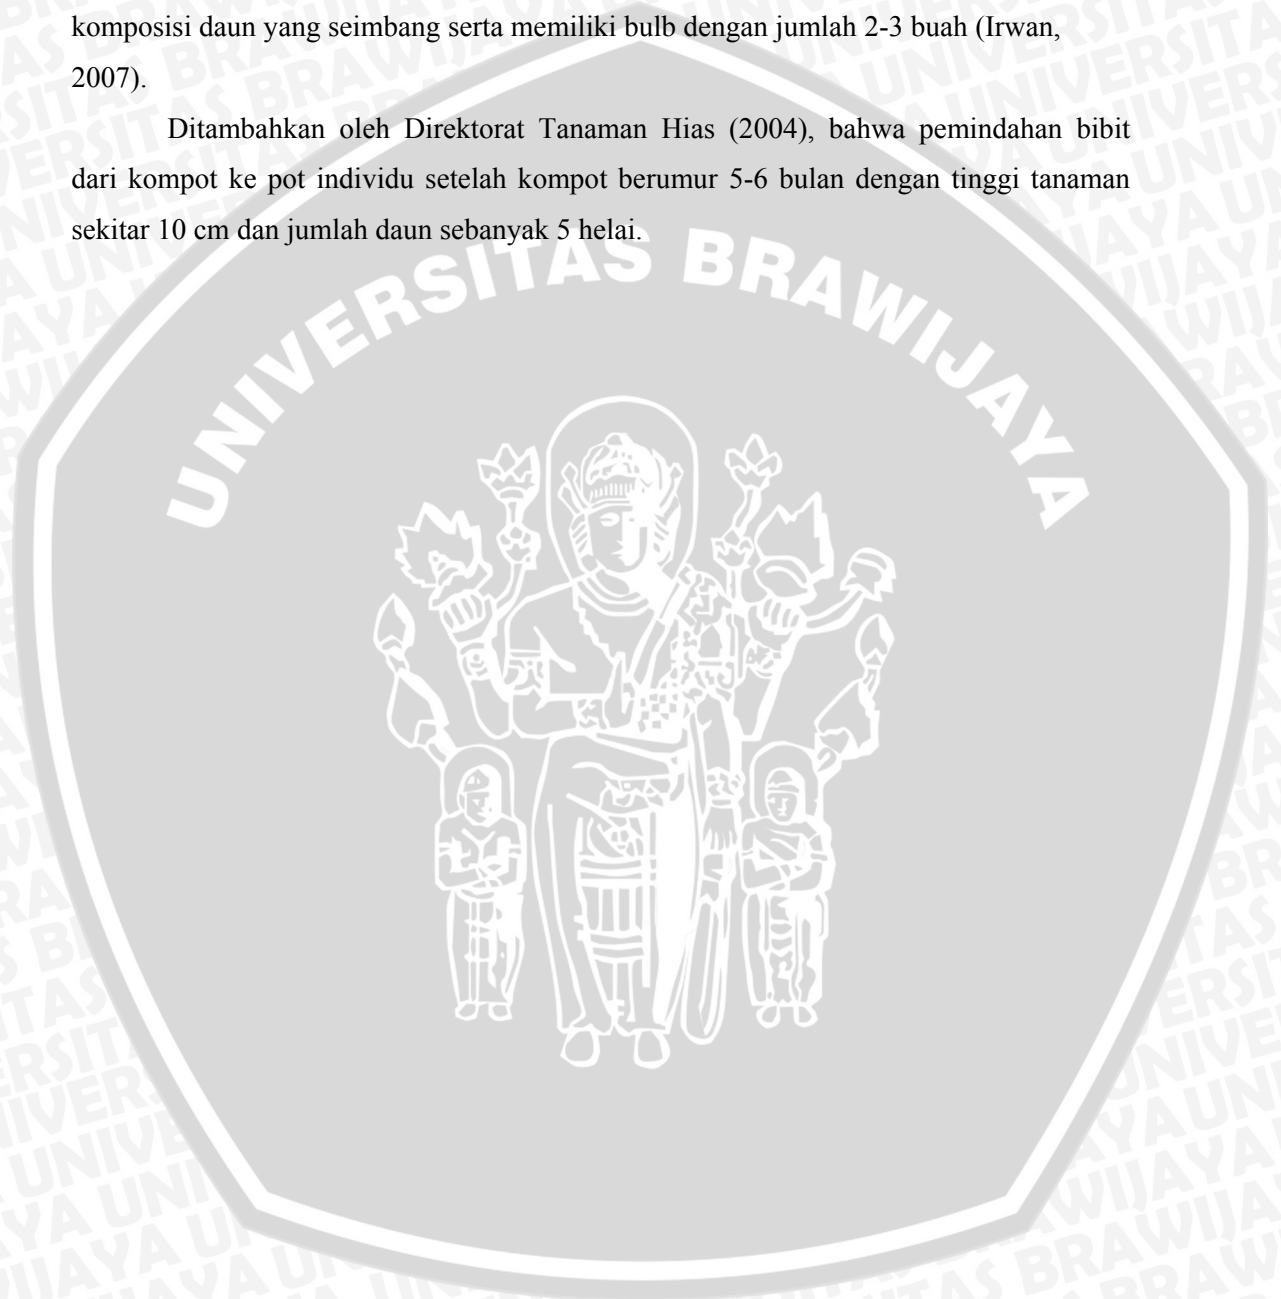 komposisi daun yang seimbang serta memiliki bulb dengan jumlah 2-3 buah (Irwan,
2007).
Ditambahkan oleh Direktorat Tanaman Hias (2004), bahwa pemindahan bibit
dari kompot ke pot individu setelah kompot berumur 5-6 bulan dengan tinggi tanaman
sekitar 10 cm dan jumlah daun sebanyak 5 helai.
UNIVERSITAS BRAWIJAYA